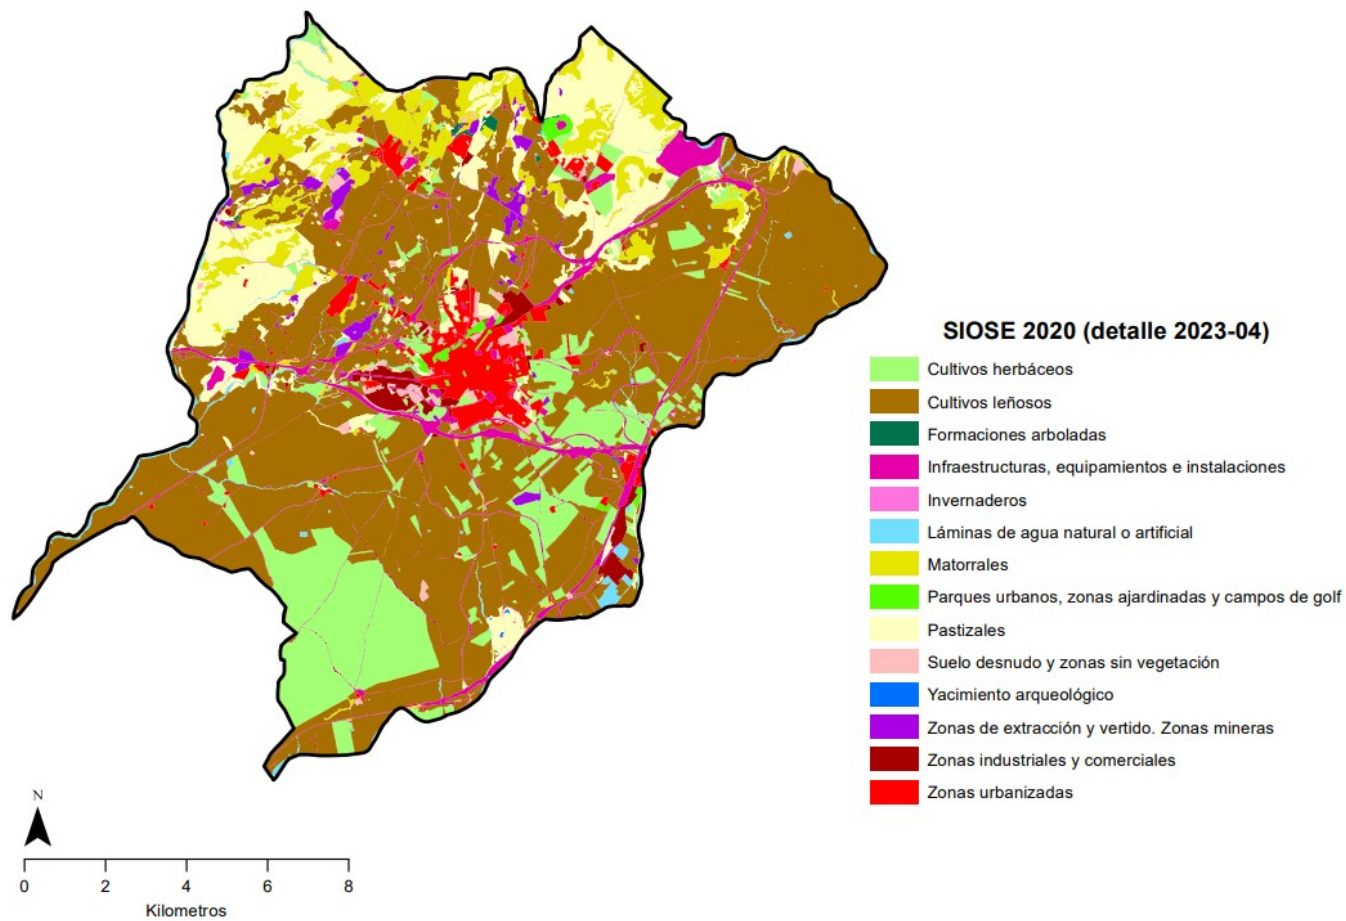 SIOSE 2020 (detalle 2023-04)
Cultivos herbáceos
Cultivos leñosos
Formaciones arboladas
Infraestructuras, equipamientos e instalaciones
Invernaderos
Láminas de agua natural o artificial
Matorrales
Parques urbanos, zonas ajardinadas y campos de golf
Pastizales
Suelo desnudo y zonas sin vegetación
Yacimiento arqueológico
Zonas de extracción y vertido. Zonas mineras
Zonas industriales y comerciales
Zonas urbanizadas
N
0 2 4 6 8
Kilometros